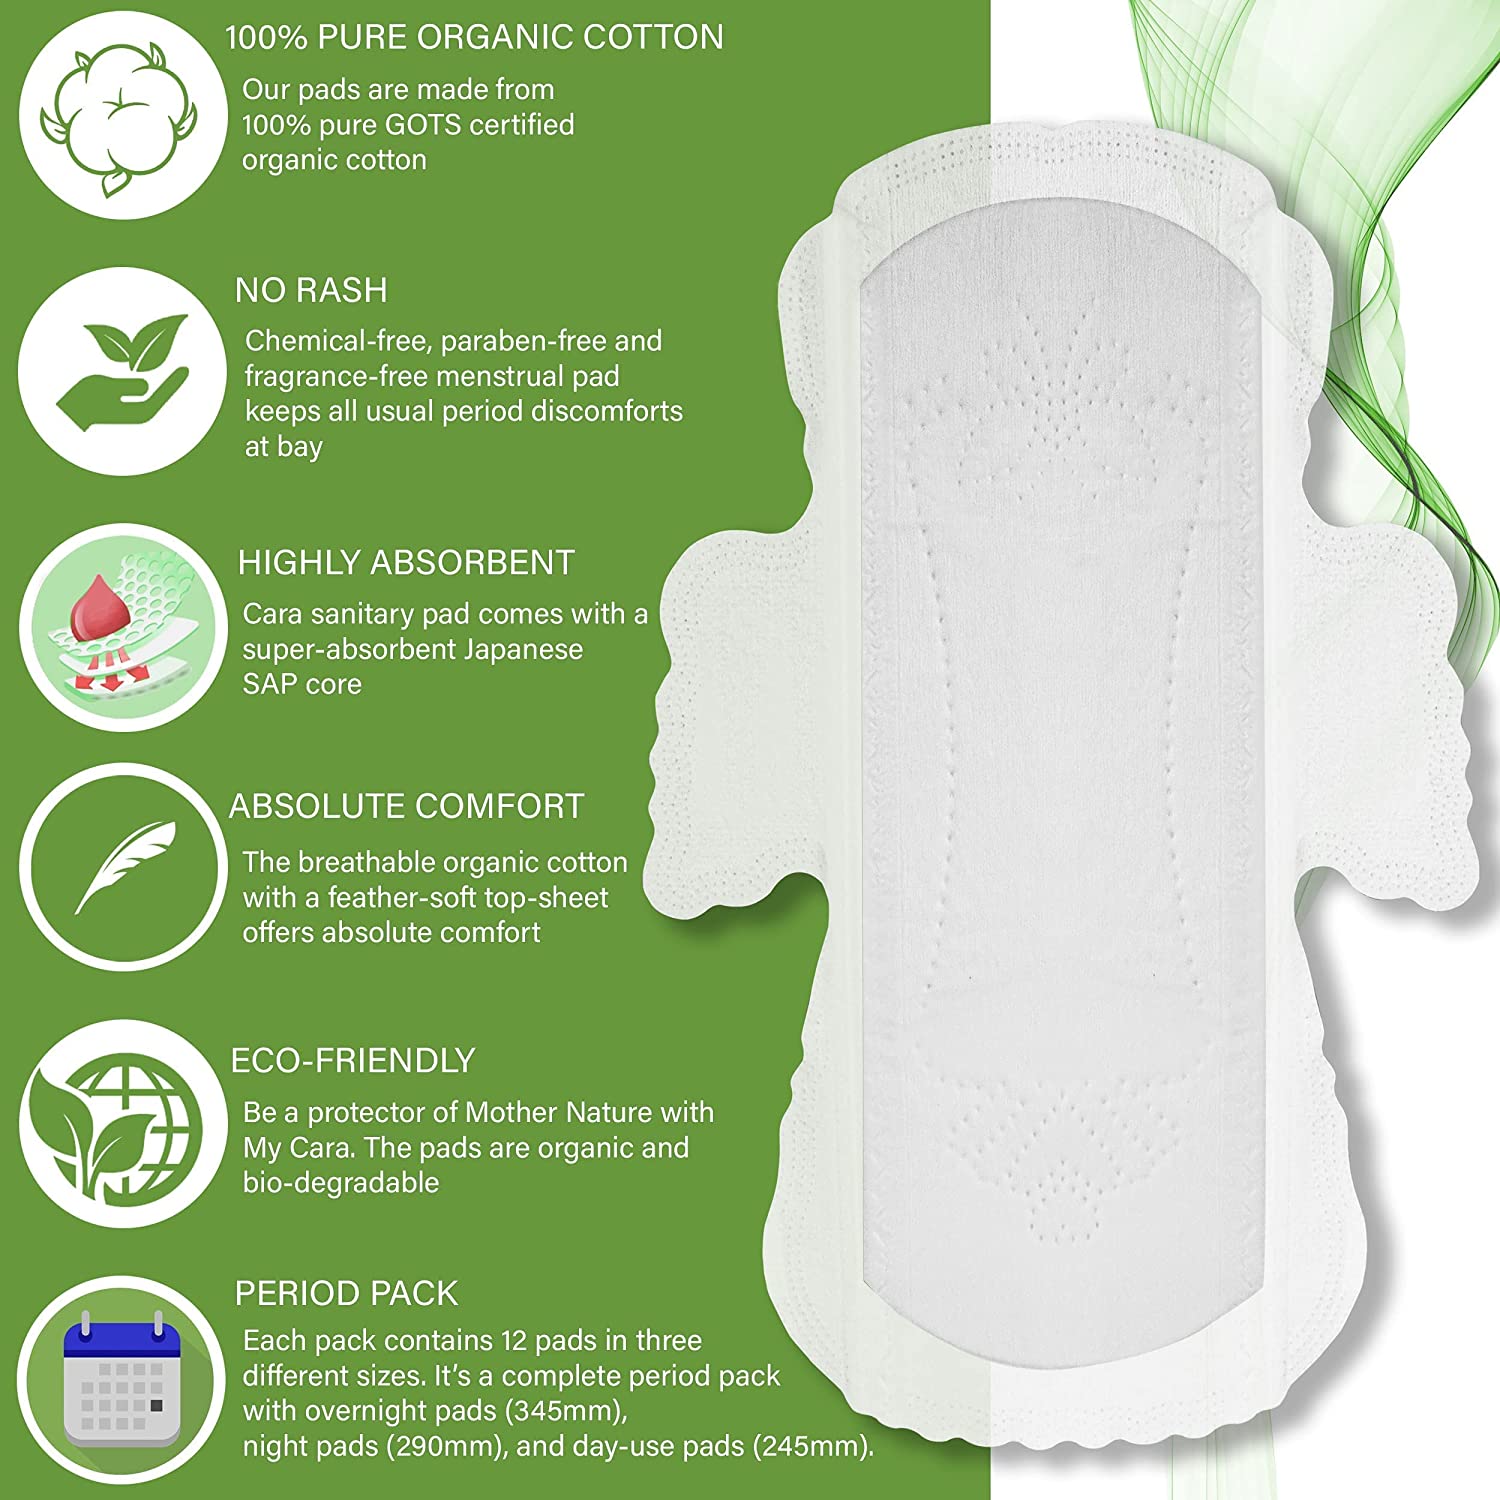 100% PURE ORGANIC COTTON
Our pads are made from
100% pure GOTS certified
organic cotton
NO RASH
Chemical-free, paraben-free and
fragrance-free menstrual pad
keeps all usual period discomforts
at bay
HIGHLY ABSORBENT
Cara sanitary pad comes with a
super-absorbent Japanese
SAP core
ABSOLUTE COMFORT
The breathable organic cotton
with a feather-soft top-sheet
offers absolute comfort
ECO-FRIENDLY
Be a protector of Mother Nature with
My Cara. The pads are organic and
bio-degradable
PERIOD PACK
Each pack contains 12 pads in three
different sizes. It's a complete period pack
with overnight pads (345mm),
night pads (290mm), and day-use pads (245mm).